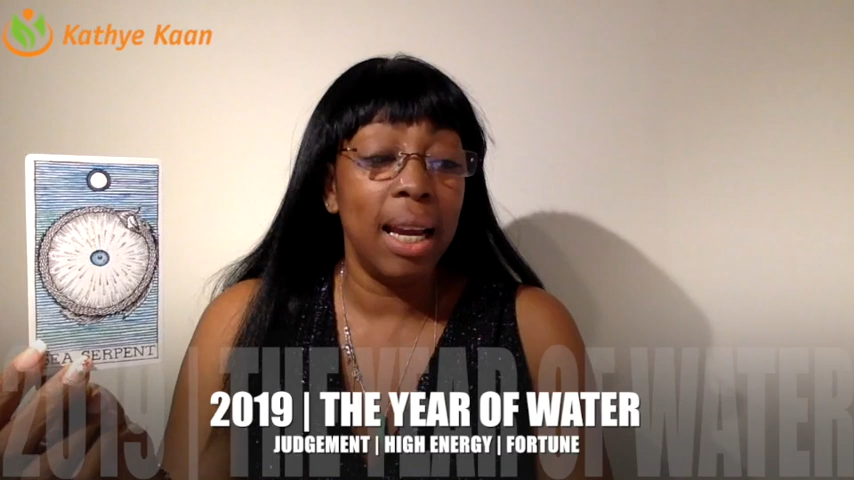 Kathye Kaan
SEA SERPENT
2019 | THE YEAR OF WATER
2019 | THE YEAR OF WATER
JUDGEMENT | HIGH ENERGY | FORTUNE